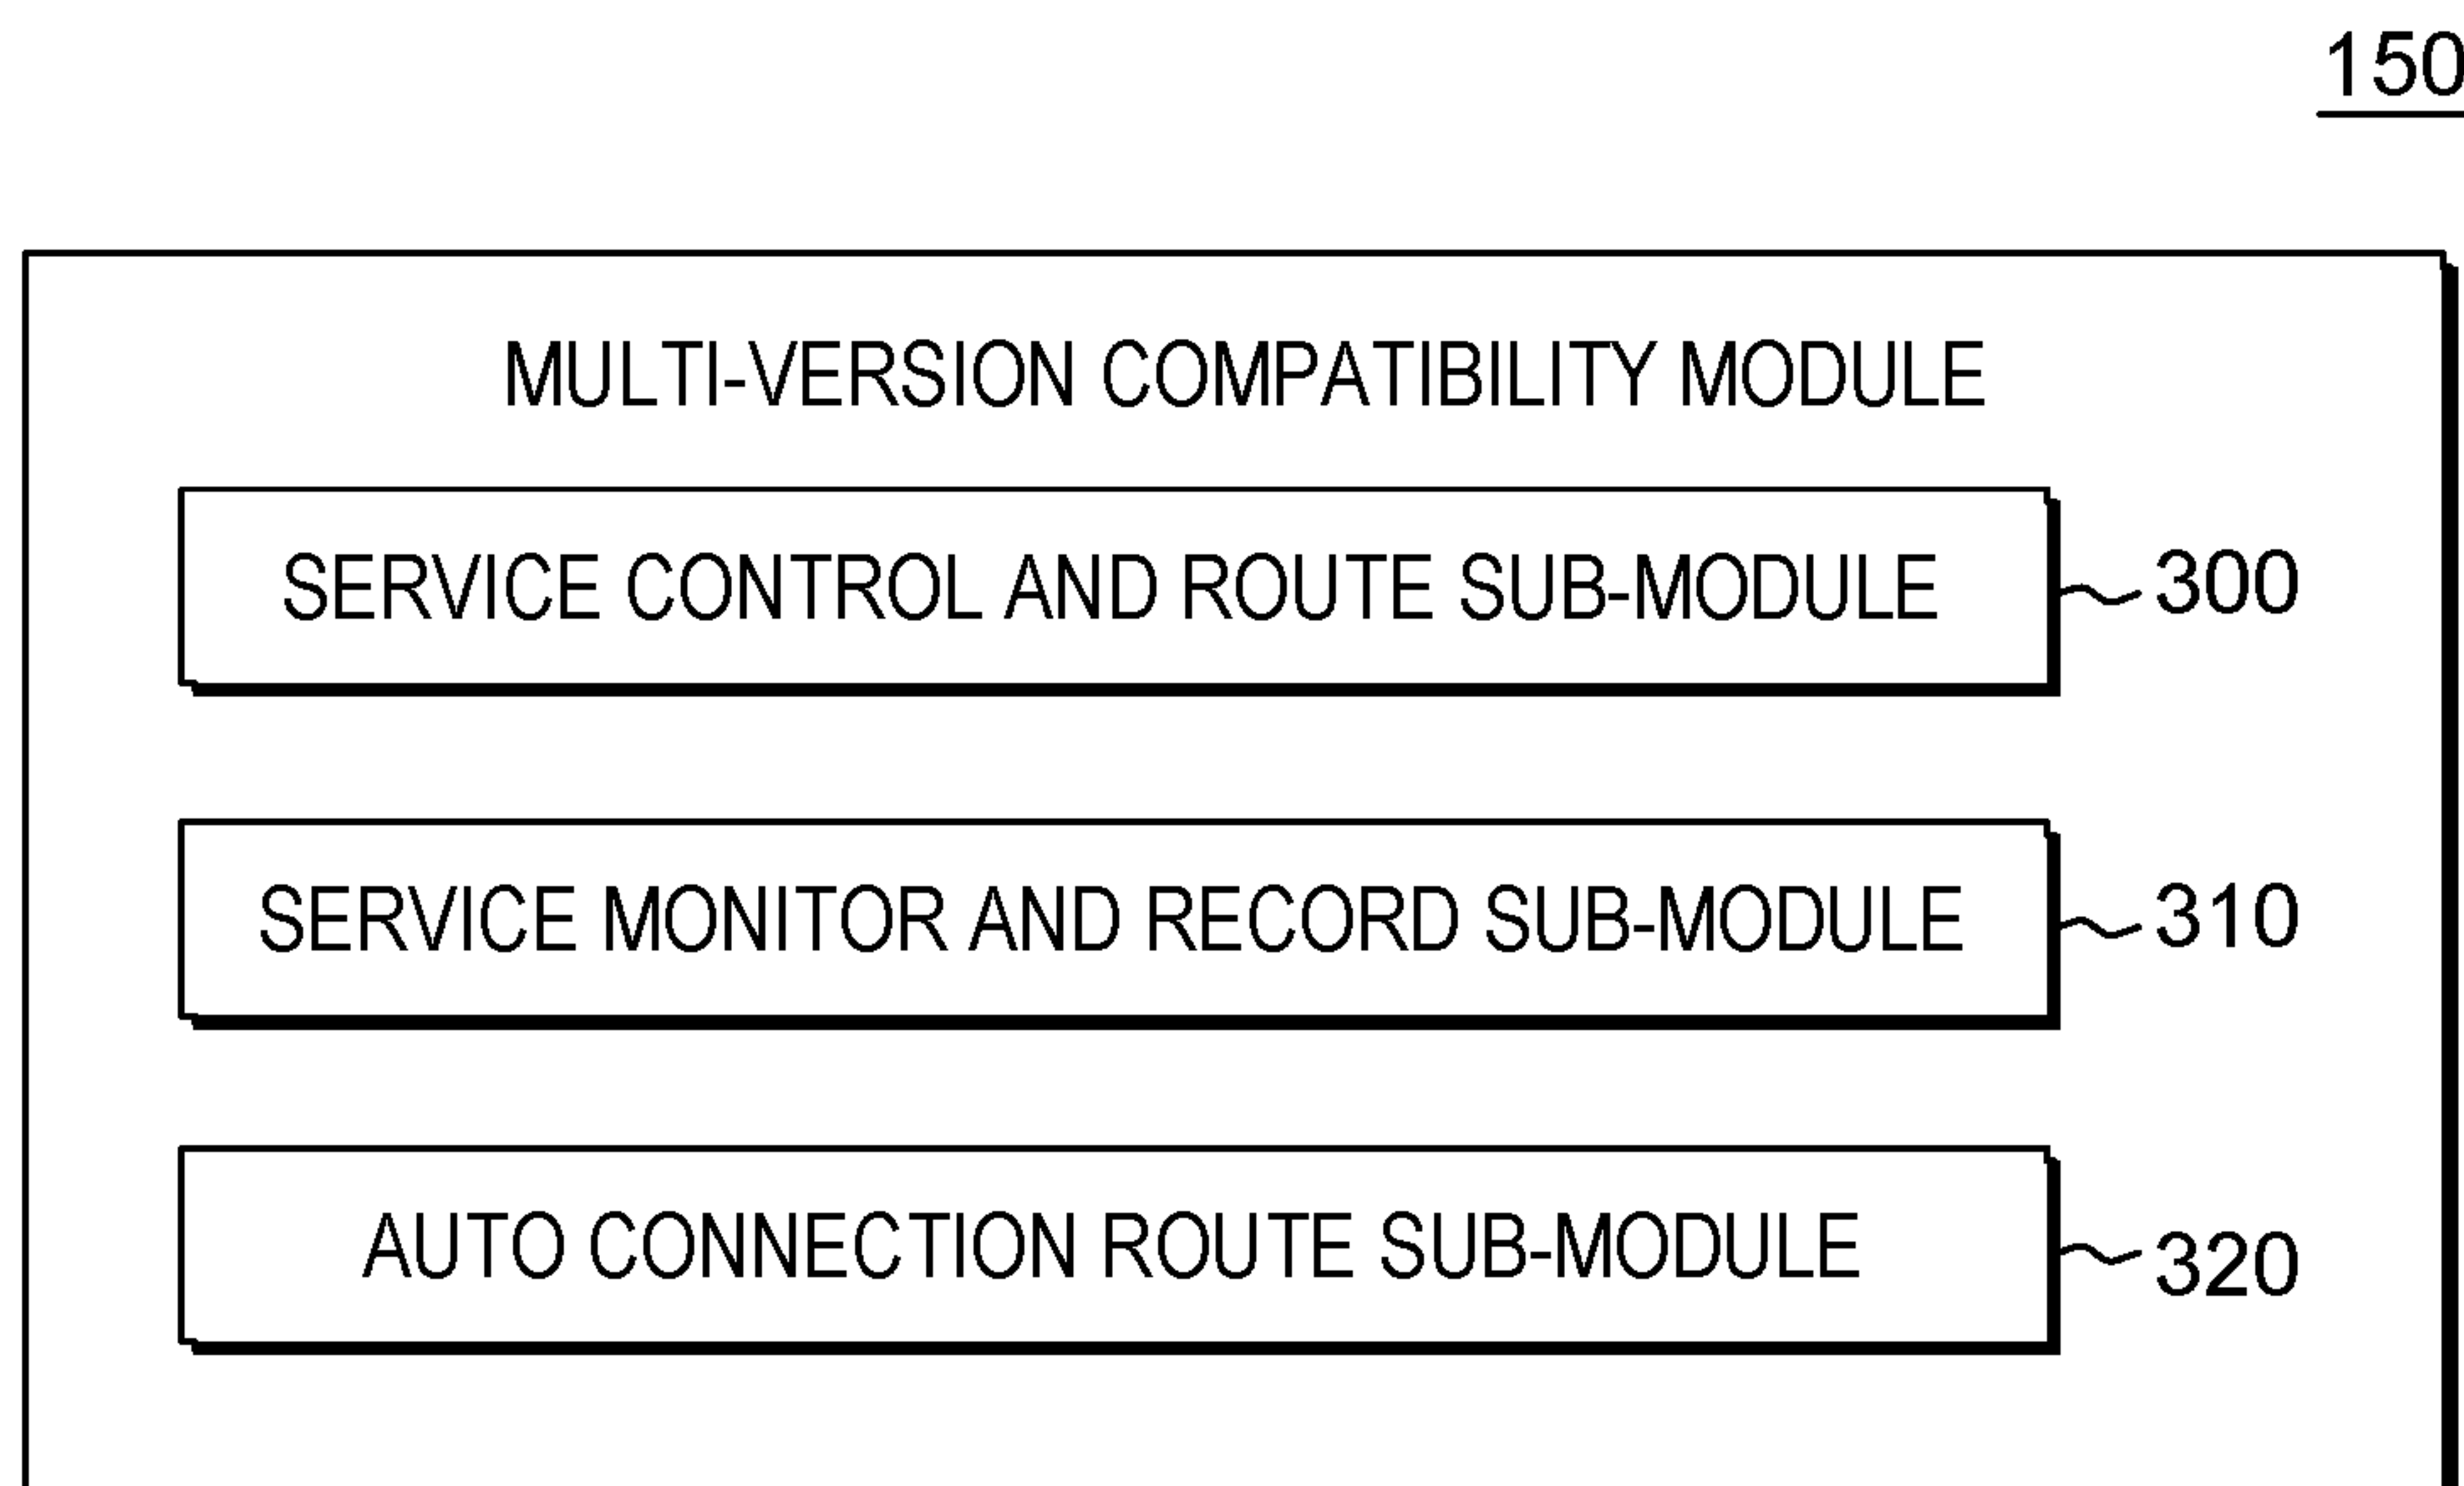 150
MULTI-VERSION COMPATIBILITY MODULE
SERVICE CONTROL AND ROUTE SUB-MODULE
300
SERVICE MONITOR AND RECORD SUB-MODULE
310
AUTO CONNECTION ROUTE SUB-MODULE
320